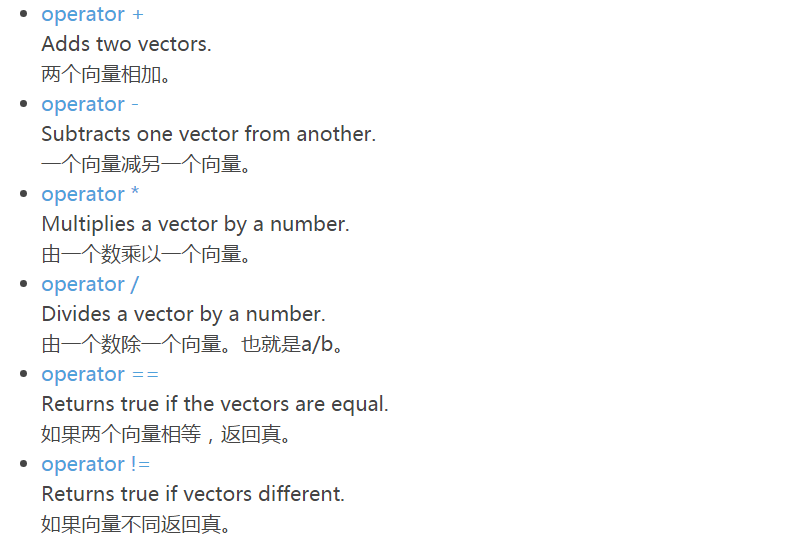 operator +
Adds two vectors.
两个向量相加。
operator -
Subtracts one vector from another.
一个向量减另一个向量。
operator *
Multiplies a vector by a number.
由一个数乘以一个向量。
operator /
Divides a vector by a number.
由一个数除一个向量。也就是a/b。
operator ==
Returns true if the vectors are equal.
如果两个向量相等，返回真。
operator !=
Returns true if vectors different.
如果向量不同返回真。